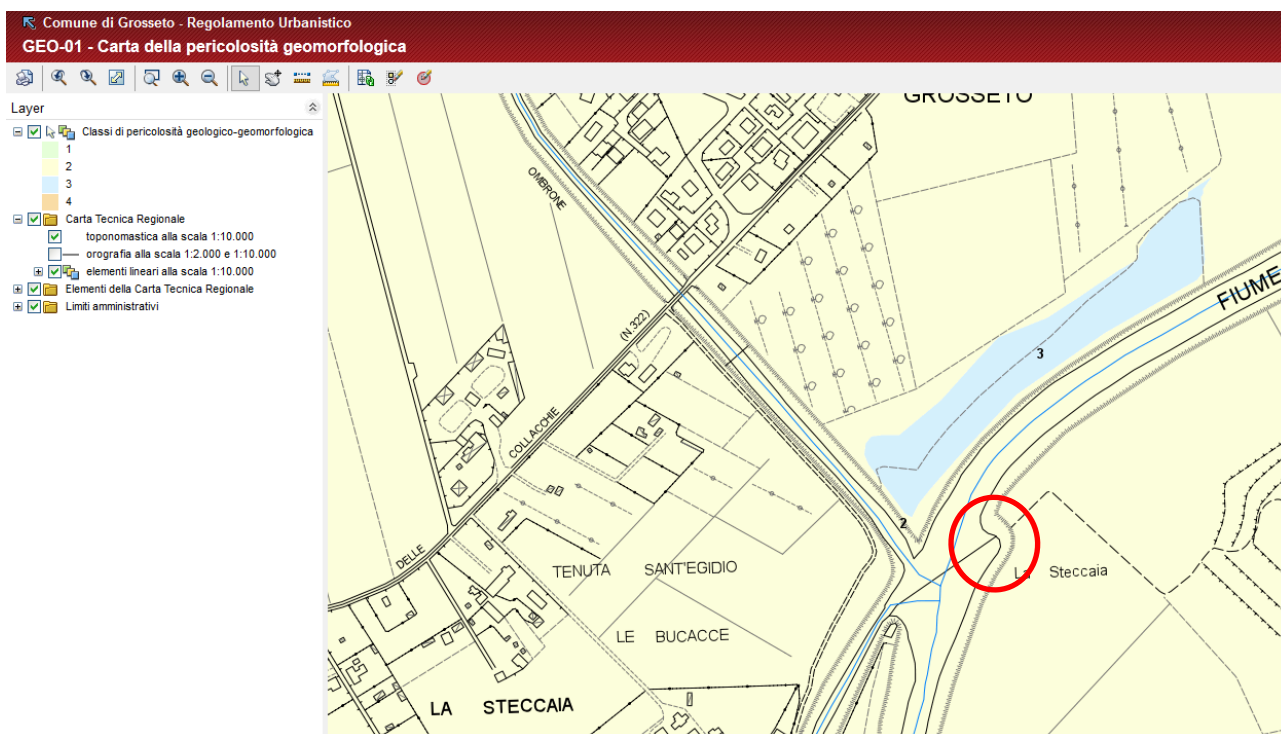 Comune di Grosseto - Regolamento Urbanistico
GEO-01 - Carta della pericolosità geomorfologica
Layer
Classi di pericolosità geologico-geomorfologica
1
2
3
4
Carta Tecnica Regionale
toponomastica alla scala 1:10.000
orografia alla scala 1:2.000 e 1:10.000
elementi lineari alla scala 1:10.000
Elementi della Carta Tecnica Regionale
Limiti amministrativi
GROSSETO
OMBRONE
FIUME
(N.322)
3
COLLACCHIE
2
DELLE
TENUTA SANT'EGIDIO
La Steccaia
LE BUCACCE
LA STECCAIA